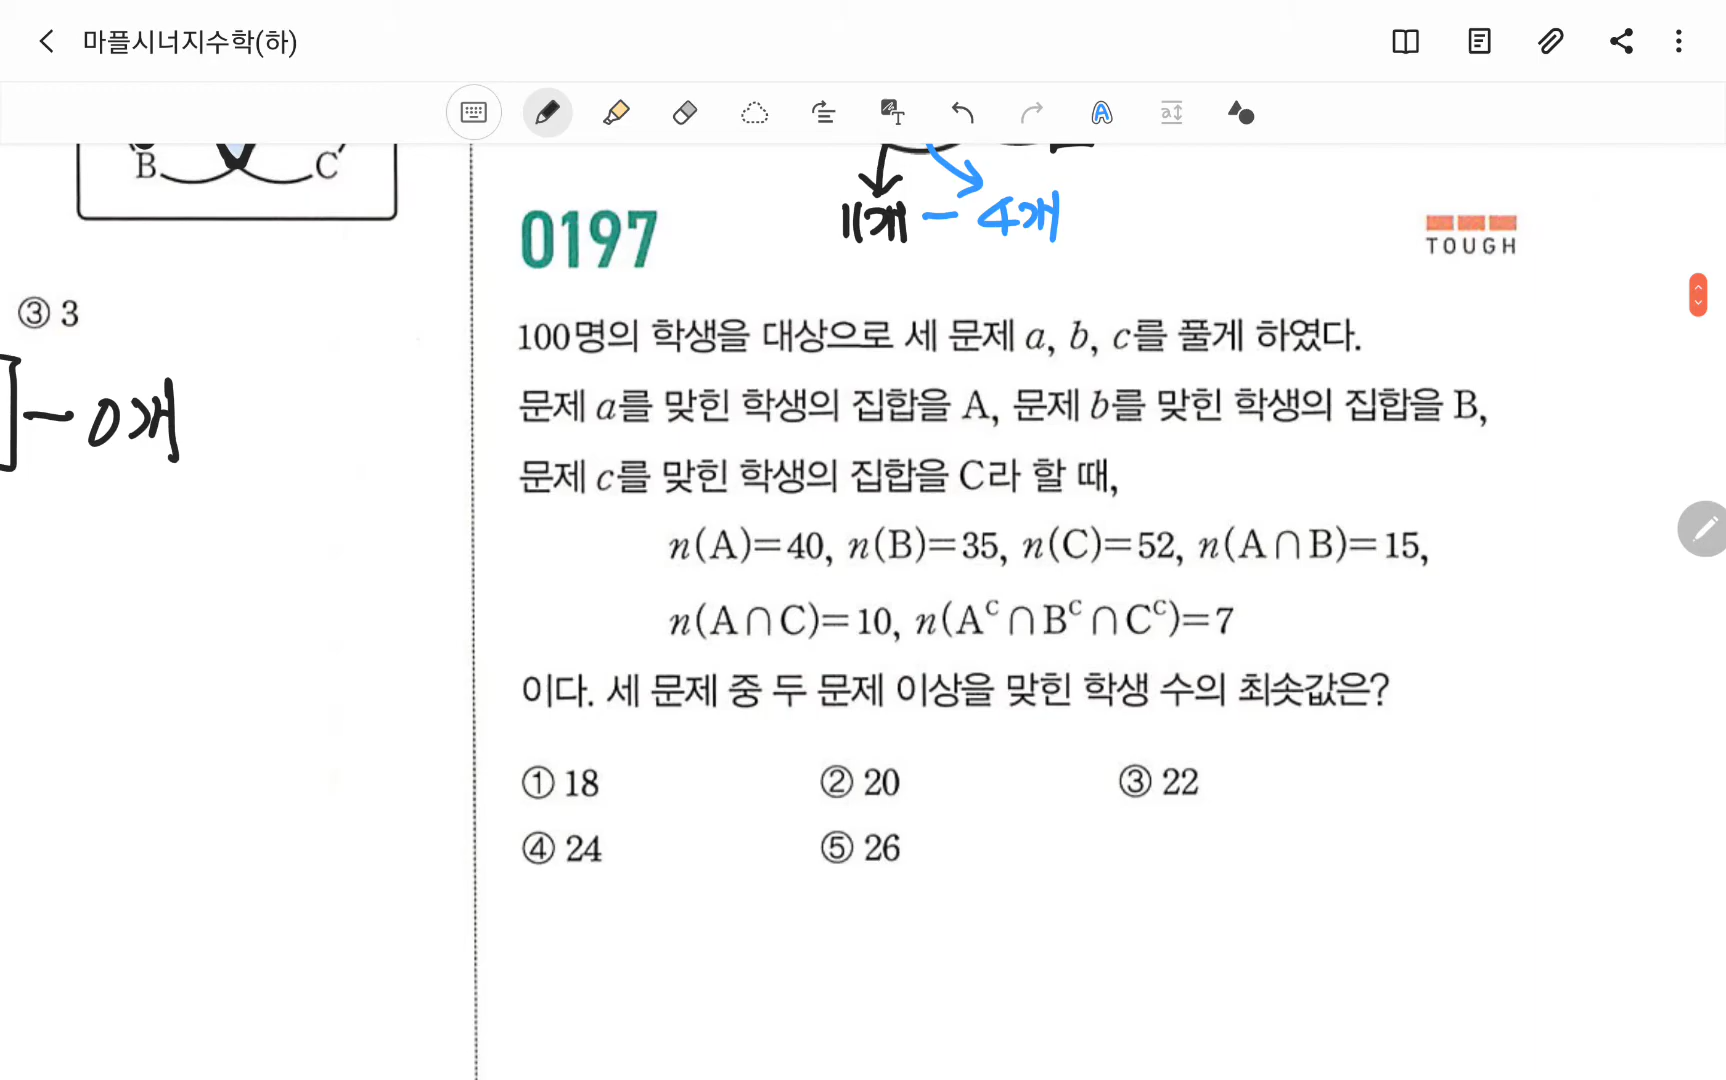 마플시너지수학(하)
B C
11개 - 4개
0197
TOUGH
③ 3
- 0개
100명의 학생을 대상으로 세 문제 a, b, c를 풀게 하였다.
문제 a를 맞힌 학생의 집합을 A, 문제 b를 맞힌 학생의 집합을 B,
문제 c를 맞힌 학생의 집합을 C라 할 때,
n(A)=40, n(B)=35, n(C)=52, n(A∩B)=15,
n(A∩C)=10, n(Aᶜ∩Bᶜ∩Cᶜ)=7
이다. 세 문제 중 두 문제 이상을 맞힌 학생 수의 최솟값은?
① 18 ② 20 ③ 22
④ 24 ⑤ 26